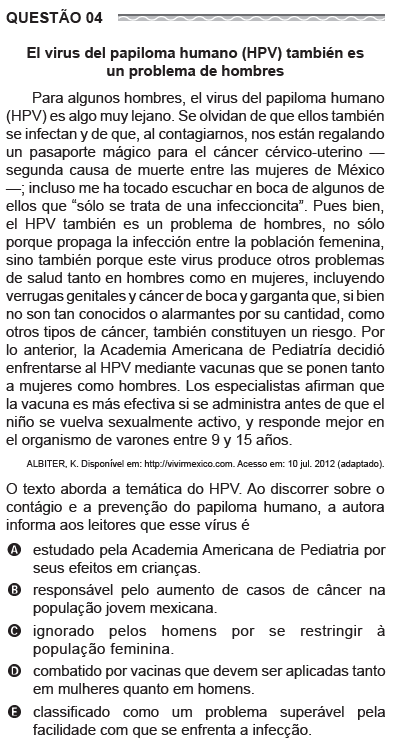 QUESTÃO 04
El virus del papiloma humano (HPV) también es
un problema de hombres
Para algunos hombres, el virus del papiloma humano
(HPV) es algo muy lejano. Se olvidan de que ellos también
se infectan y de que, al contagiarnos, nos están regalando
un pasaporte mágico para el cáncer cérvico-uterino —
segunda causa de muerte entre las mujeres de México
—; incluso me ha tocado escuchar en boca de algunos de
ellos que “sólo se trata de una infeccioncita”. Pues bien,
el HPV también es un problema de hombres, no sólo
porque propaga la infección entre la población femenina,
sino también porque este virus produce otros problemas
de salud tanto en hombres como en mujeres, incluyendo
verrugas genitales y cáncer de boca y garganta que, si bien
no son tan conocidos o alarmantes por su cantidad, como
otros tipos de cáncer, también constituyen un riesgo. Por
lo anterior, la Academia Americana de Pediatría decidió
enfrentarse al HPV mediante vacunas que se ponen tanto
a mujeres como hombres. Los especialistas afirman que
la vacuna es más efectiva si se administra antes de que el
niño se vuelva sexualmente activo, y responde mejor en
el organismo de varones entre 9 y 15 años.
ALBITER, K. Disponível em: http://vivirmexico.com. Acesso em: 10 jul. 2012 (adaptado).
O texto aborda a temática do HPV. Ao discorrer sobre o
contágio e a prevenção do papiloma humano, a autora
informa aos leitores que esse vírus é
A estudado pela Academia Americana de Pediatria por
seus efeitos em crianças.
B responsável pelo aumento de casos de câncer na
população jovem mexicana.
C ignorado pelos homens por se restringir à
população feminina.
D combatido por vacinas que devem ser aplicadas tanto
em mulheres quanto em homens.
E classificado como um problema superável pela
facilidade com que se enfrenta a infecção.